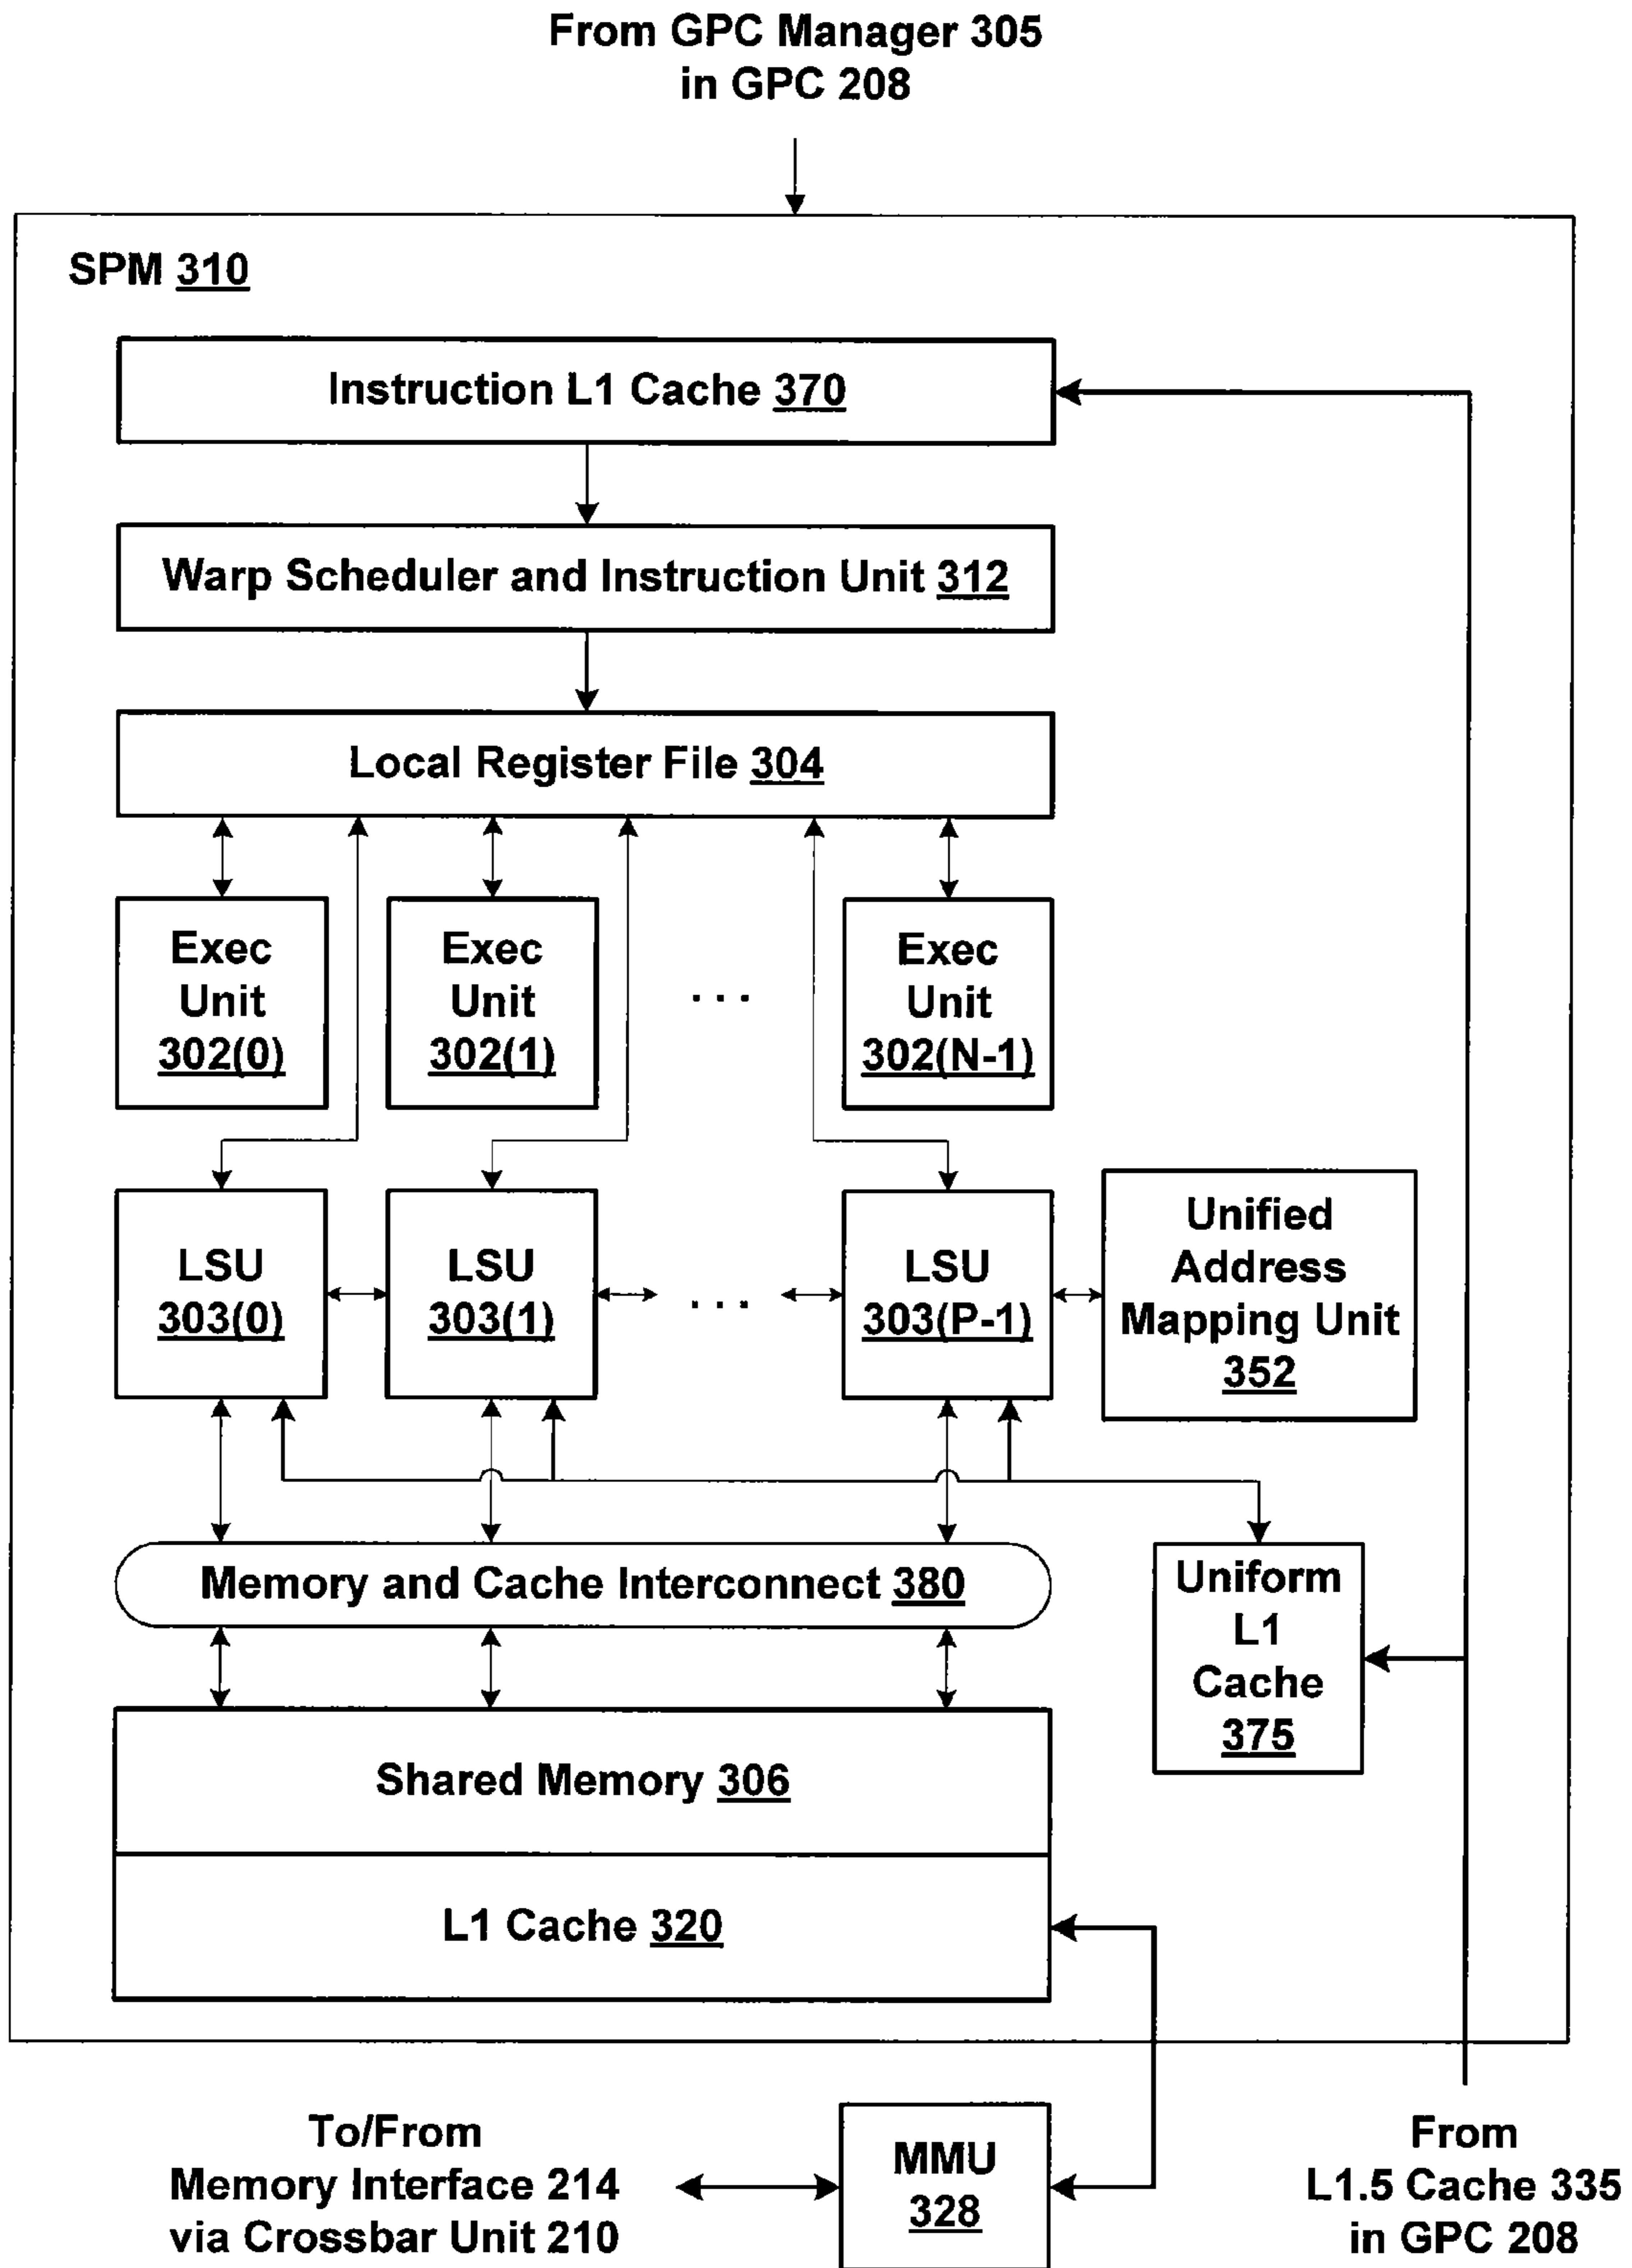 From GPC Manager 305
in GPC 208
SPM 310
Instruction L1 Cache 370
Warp Scheduler and Instruction Unit 312
Local Register File 304
Exec
Unit
302(0)
Exec
Unit
302(1)
. . .
Exec
Unit
302(N-1)
LSU
303(0)
LSU
303(1)
. . .
LSU
303(P-1)
Unified
Address
Mapping Unit
352
Memory and Cache Interconnect 380
Uniform
L1
Cache
375
Shared Memory 306
L1 Cache 320
To/From
Memory Interface 214
via Crossbar Unit 210
MMU
328
From
L1.5 Cache 335
in GPC 208